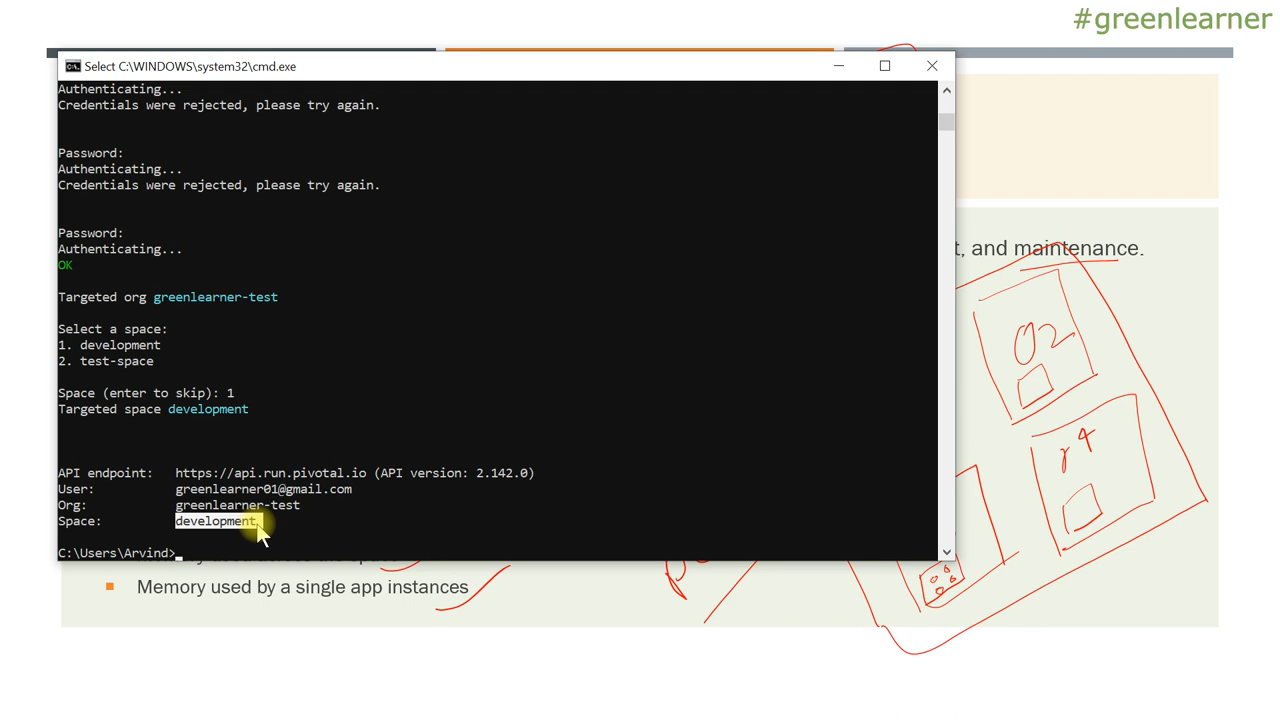 #greenlearner
Select C:\WINDOWS\system32\cmd.exe
Authenticating...
Credentials were rejected, please try again.
Password:
Authenticating...
Credentials were rejected, please try again.
Password:
Authenticating...
OK
t, and maintenance.
Targeted org greenlearner-test
Select a space:
1. development
2. test-space
Space (enter to skip): 1
Targeted space development
API endpoint: https://api.run.pivotal.io (API version: 2.142.0)
User: greenlearner01@gmail.com
Org: greenlearner-test
Space: development
C:\Users\Arvind>
Memory used by a single app instances